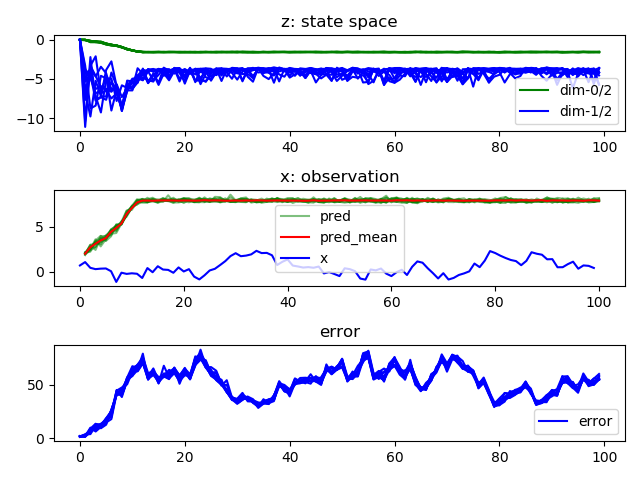 z: state space
0
−5
−10
dim-0/2
dim-1/2
0 20 40 60 80 100
x: observation
5
0
pred
pred_mean
x
0 20 40 60 80 100
error
50
0
error
0 20 40 60 80 100